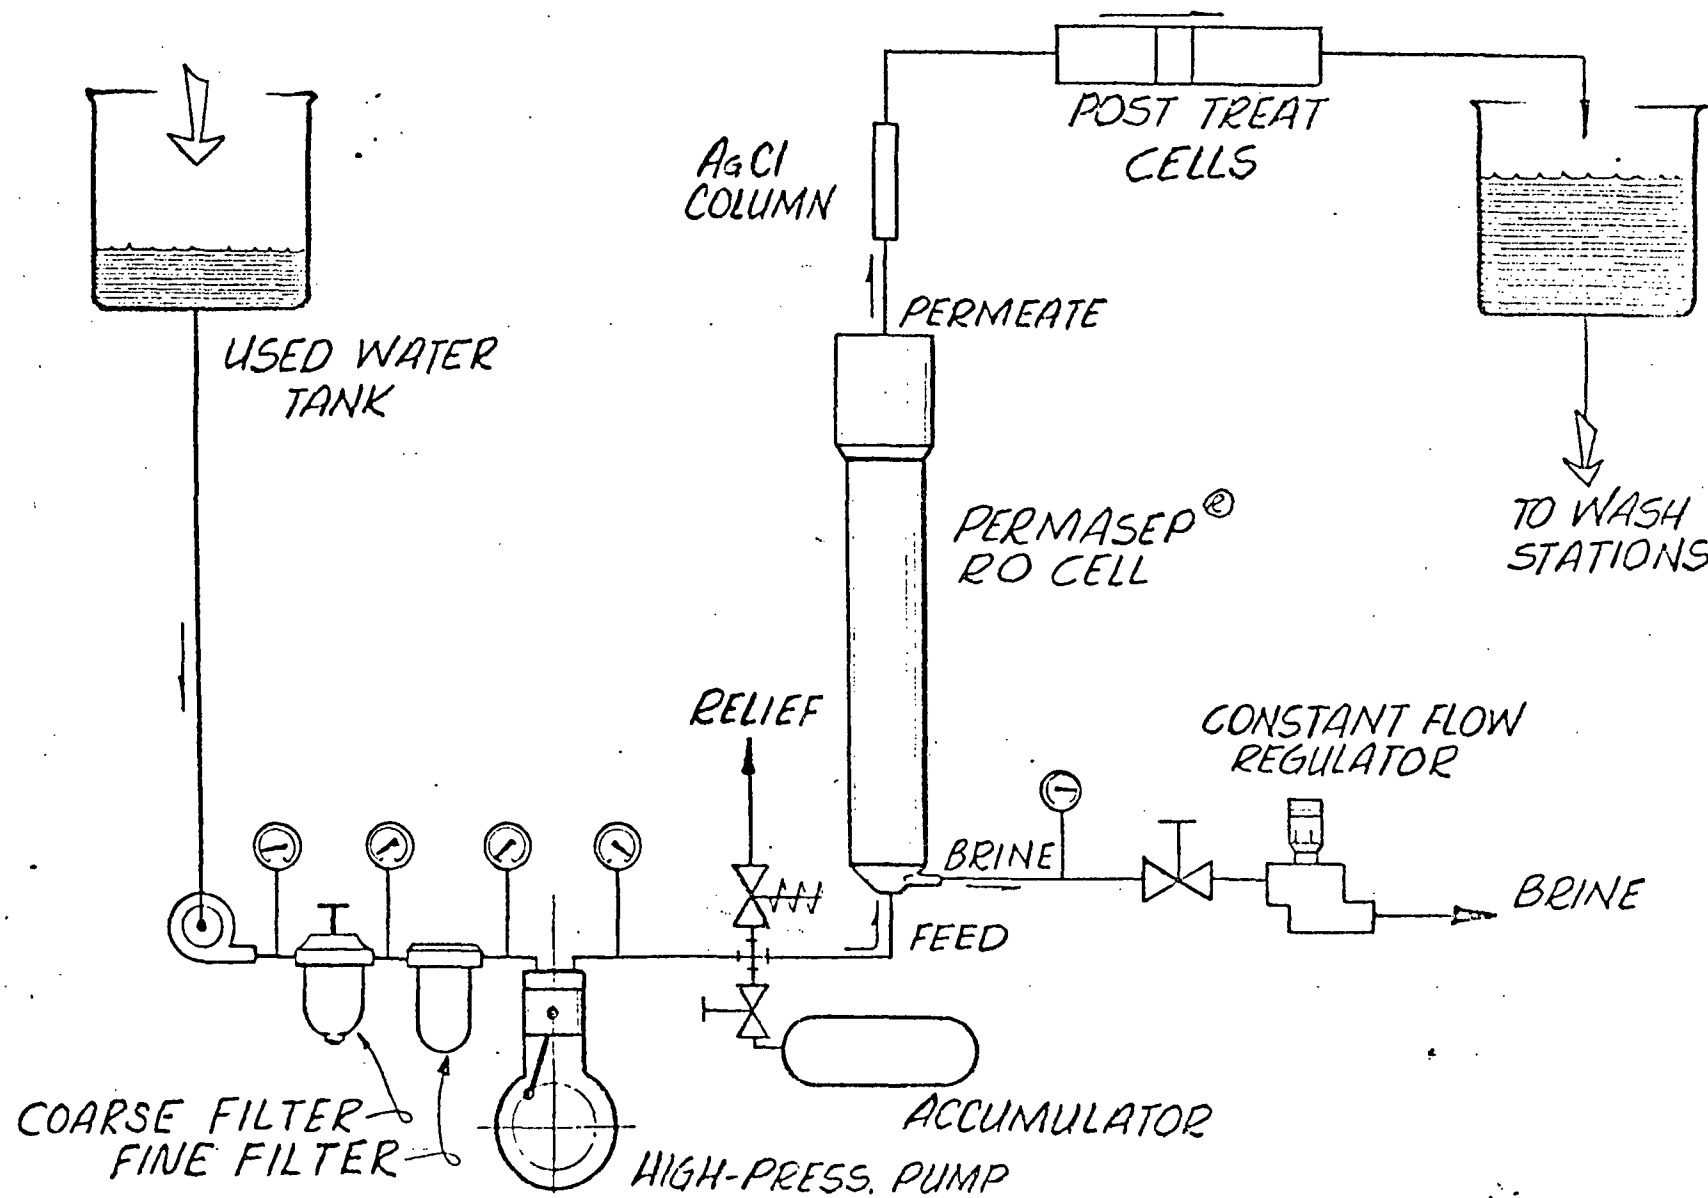 POST TREAT
CELLS
AgCl
COLUMN
PERMEATE
USED WATER
TANK
PERMASEP®
RO CELL
TO WASH
STATIONS
RELIEF
CONSTANT FLOW
REGULATOR
BRINE
BRINE
FEED
COARSE FILTER
FINE FILTER
ACCUMULATOR
HIGH-PRESS. PUMP